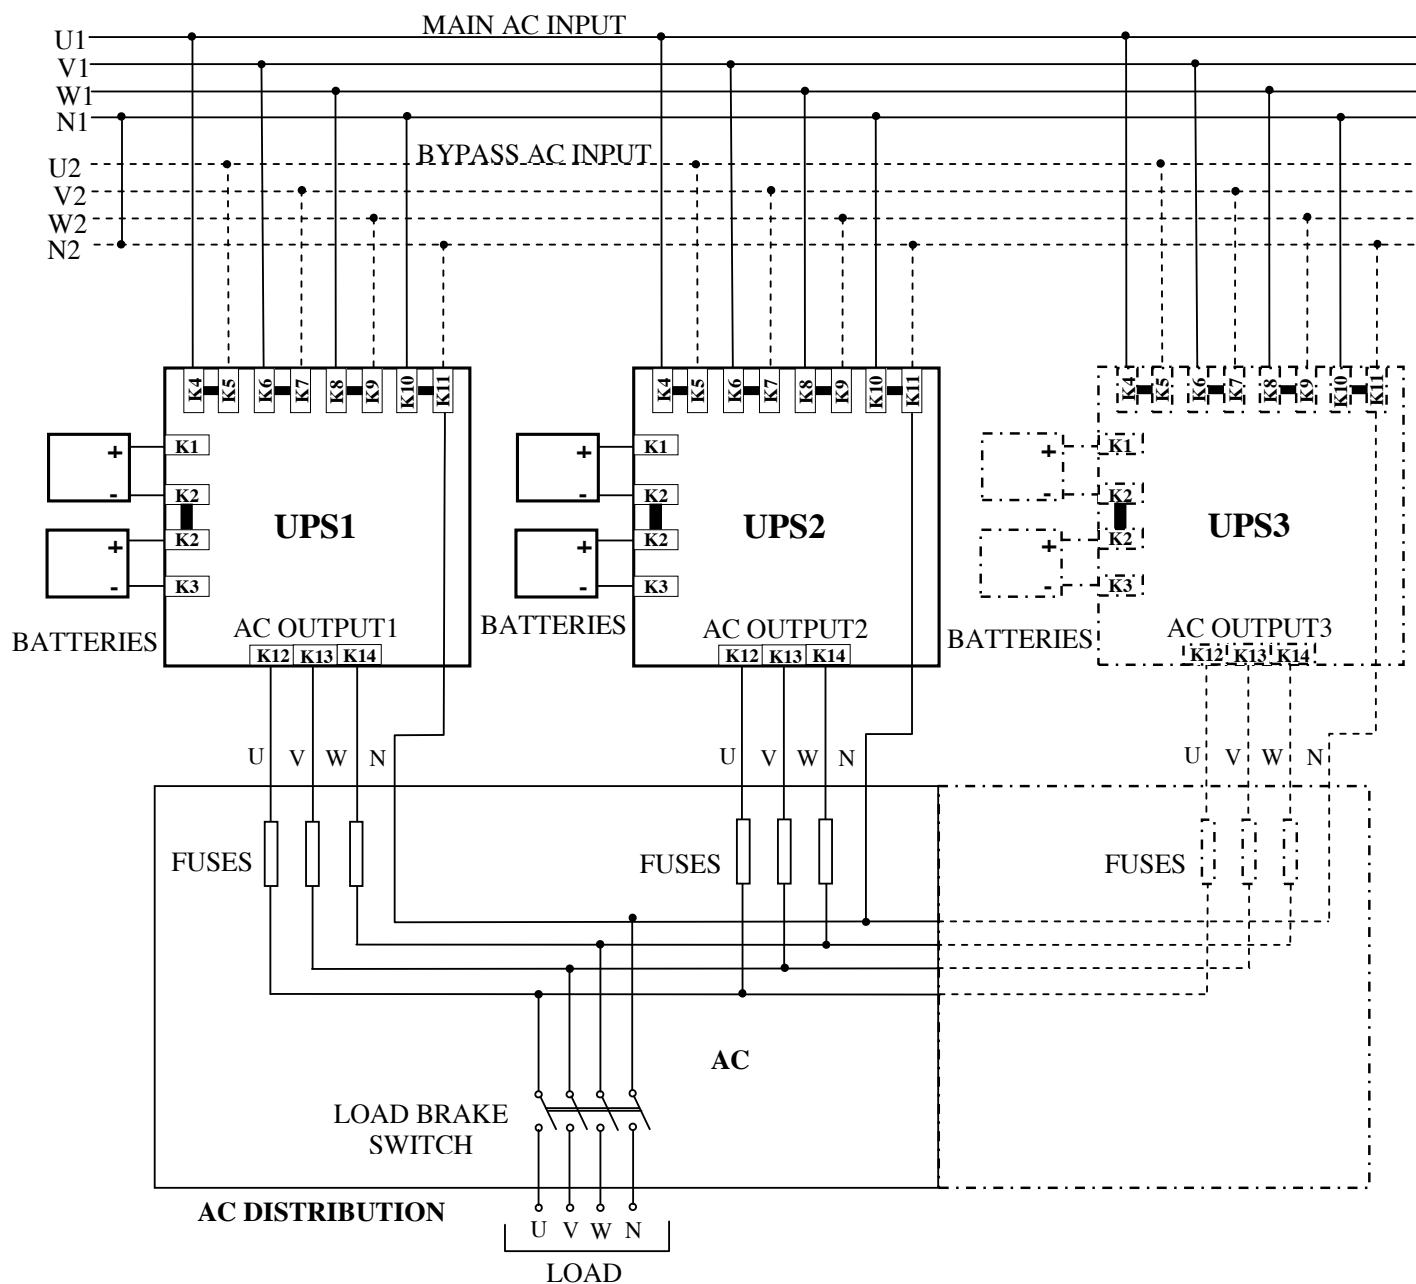 MAIN AC INPUT
U1
V1
W1
N1
BYPASS AC INPUT
U2
V2
W2
N2
K4 K5 K6 K7 K8 K9 K10 K11
K4 K5 K6 K7 K8 K9 K10 K11
K4 K5 K6 K7 K8 K9 K10 K11
+ K1
- K2
+ K2
- K3
UPS1
BATTERIES
AC OUTPUT1
K12 K13 K14
+ K1
- K2
+ K2
- K3
UPS2
BATTERIES
AC OUTPUT2
K12 K13 K14
+ K1
- K2
+ K2
- K3
UPS3
BATTERIES
AC OUTPUT3
K12 K13 K14
U V W N
U V W N
U V W N
FUSES
FUSES
FUSES
AC
LOAD BRAKE
SWITCH
AC DISTRIBUTION
U V W N
LOAD